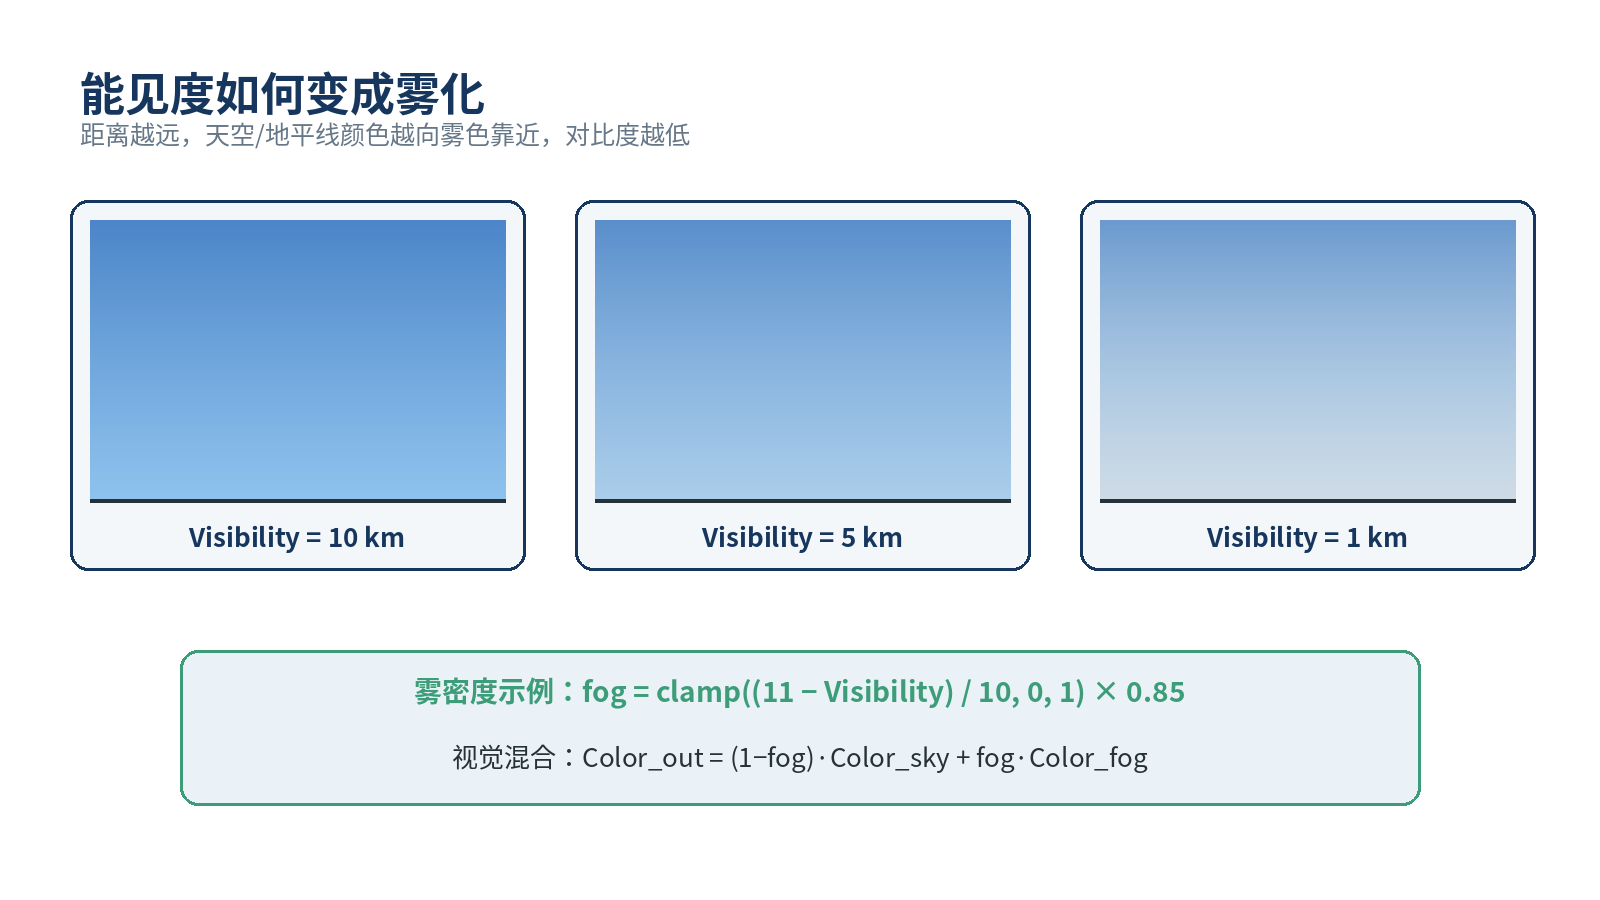 能见度如何变成雾化
距离越远，天空/地平线颜色越向雾色靠近，对比度越低
Visibility = 10 km
Visibility = 5 km
Visibility = 1 km
雾密度示例：fog = clamp((11 − Visibility) / 10, 0, 1) × 0.85
视觉混合：Color_out = (1−fog)·Color_sky + fog·Color_fog